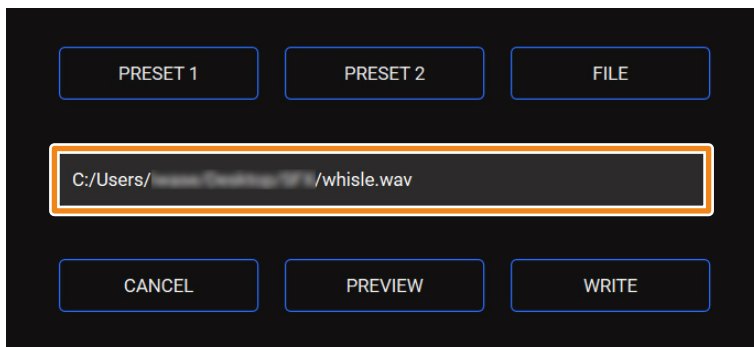 PRESET 1 PRESET 2 FILE
C:/Users/ /whisle.wav
CANCEL PREVIEW WRITE